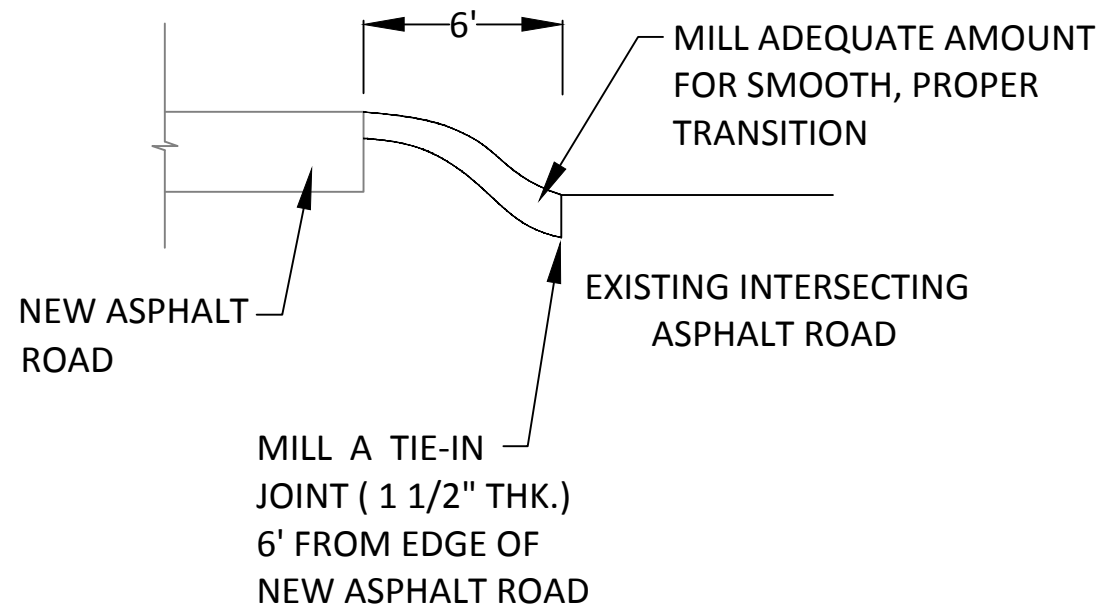 6'
MILL ADEQUATE AMOUNT
FOR SMOOTH, PROPER
TRANSITION
NEW ASPHALT
ROAD
EXISTING INTERSECTING
ASPHALT ROAD
MILL A TIE-IN
JOINT ( 1 1/2" THK.)
6' FROM EDGE OF
NEW ASPHALT ROAD